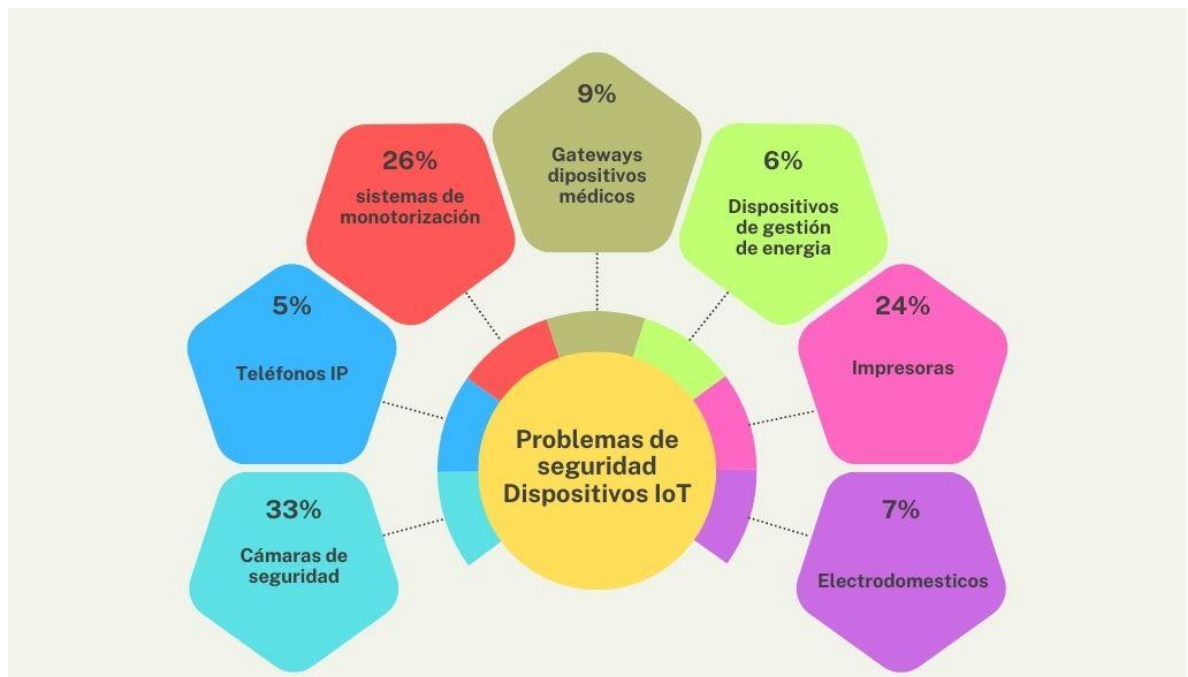 9%
Gateways
dipositivos
médicos
26%
sistemas de
monotorización
6%
Dispositivos
de gestión
de energia
5%
Teléfonos IP
24%
Impresoras
Problemas de
seguridad
Dispositivos IoT
33%
Cámaras de
seguridad
7%
Electrodomesticos